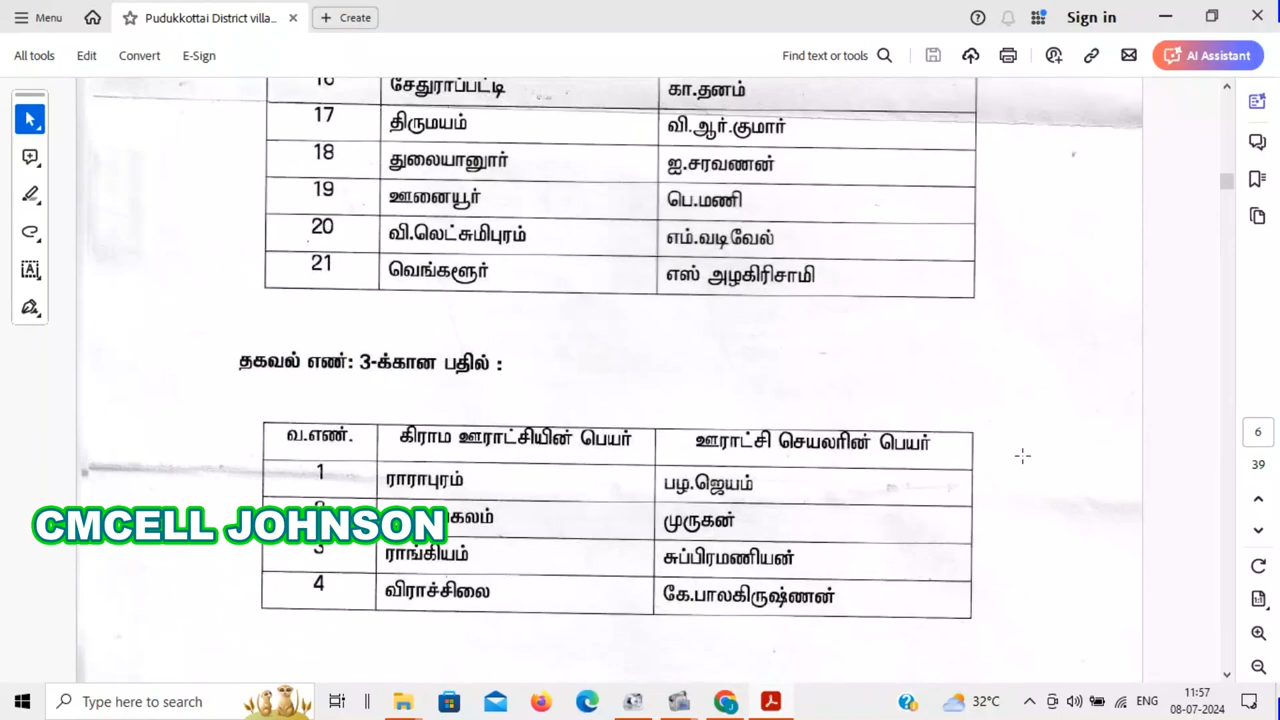 Menu
Pudukkottai District villa...
Create
Sign in
All tools Edit Convert E-Sign
Find text or tools
AI Assistant
16 சேதுராப்பட்டி கா.தனம்
17 திருமயம் வி.ஆர்.குமார்
18 துலையானூர் ஐ.சரவணன்
19 ஊனையூர் பெ.மணி
20 வி.லெட்சுமிபுரம் எம்.வடிவேல்
21 வெங்களூர் எஸ் அழகிரிசாமி
தகவல் எண்: 3-க்கான பதில் :
வ.எண். கிராம ஊராட்சியின் பெயர் ஊராட்சி செயலரின் பெயர்
1 ராராபுரம் பழ.ஜெயம்
முருகன்
3 ராங்கியம் சுப்பிரமணியன்
4 விராச்சிலை கே.பாலகிருஷ்ணன்
CMCELL JOHNSON
6
39
Type here to search
32°C
ENG
11:57
08-07-2024